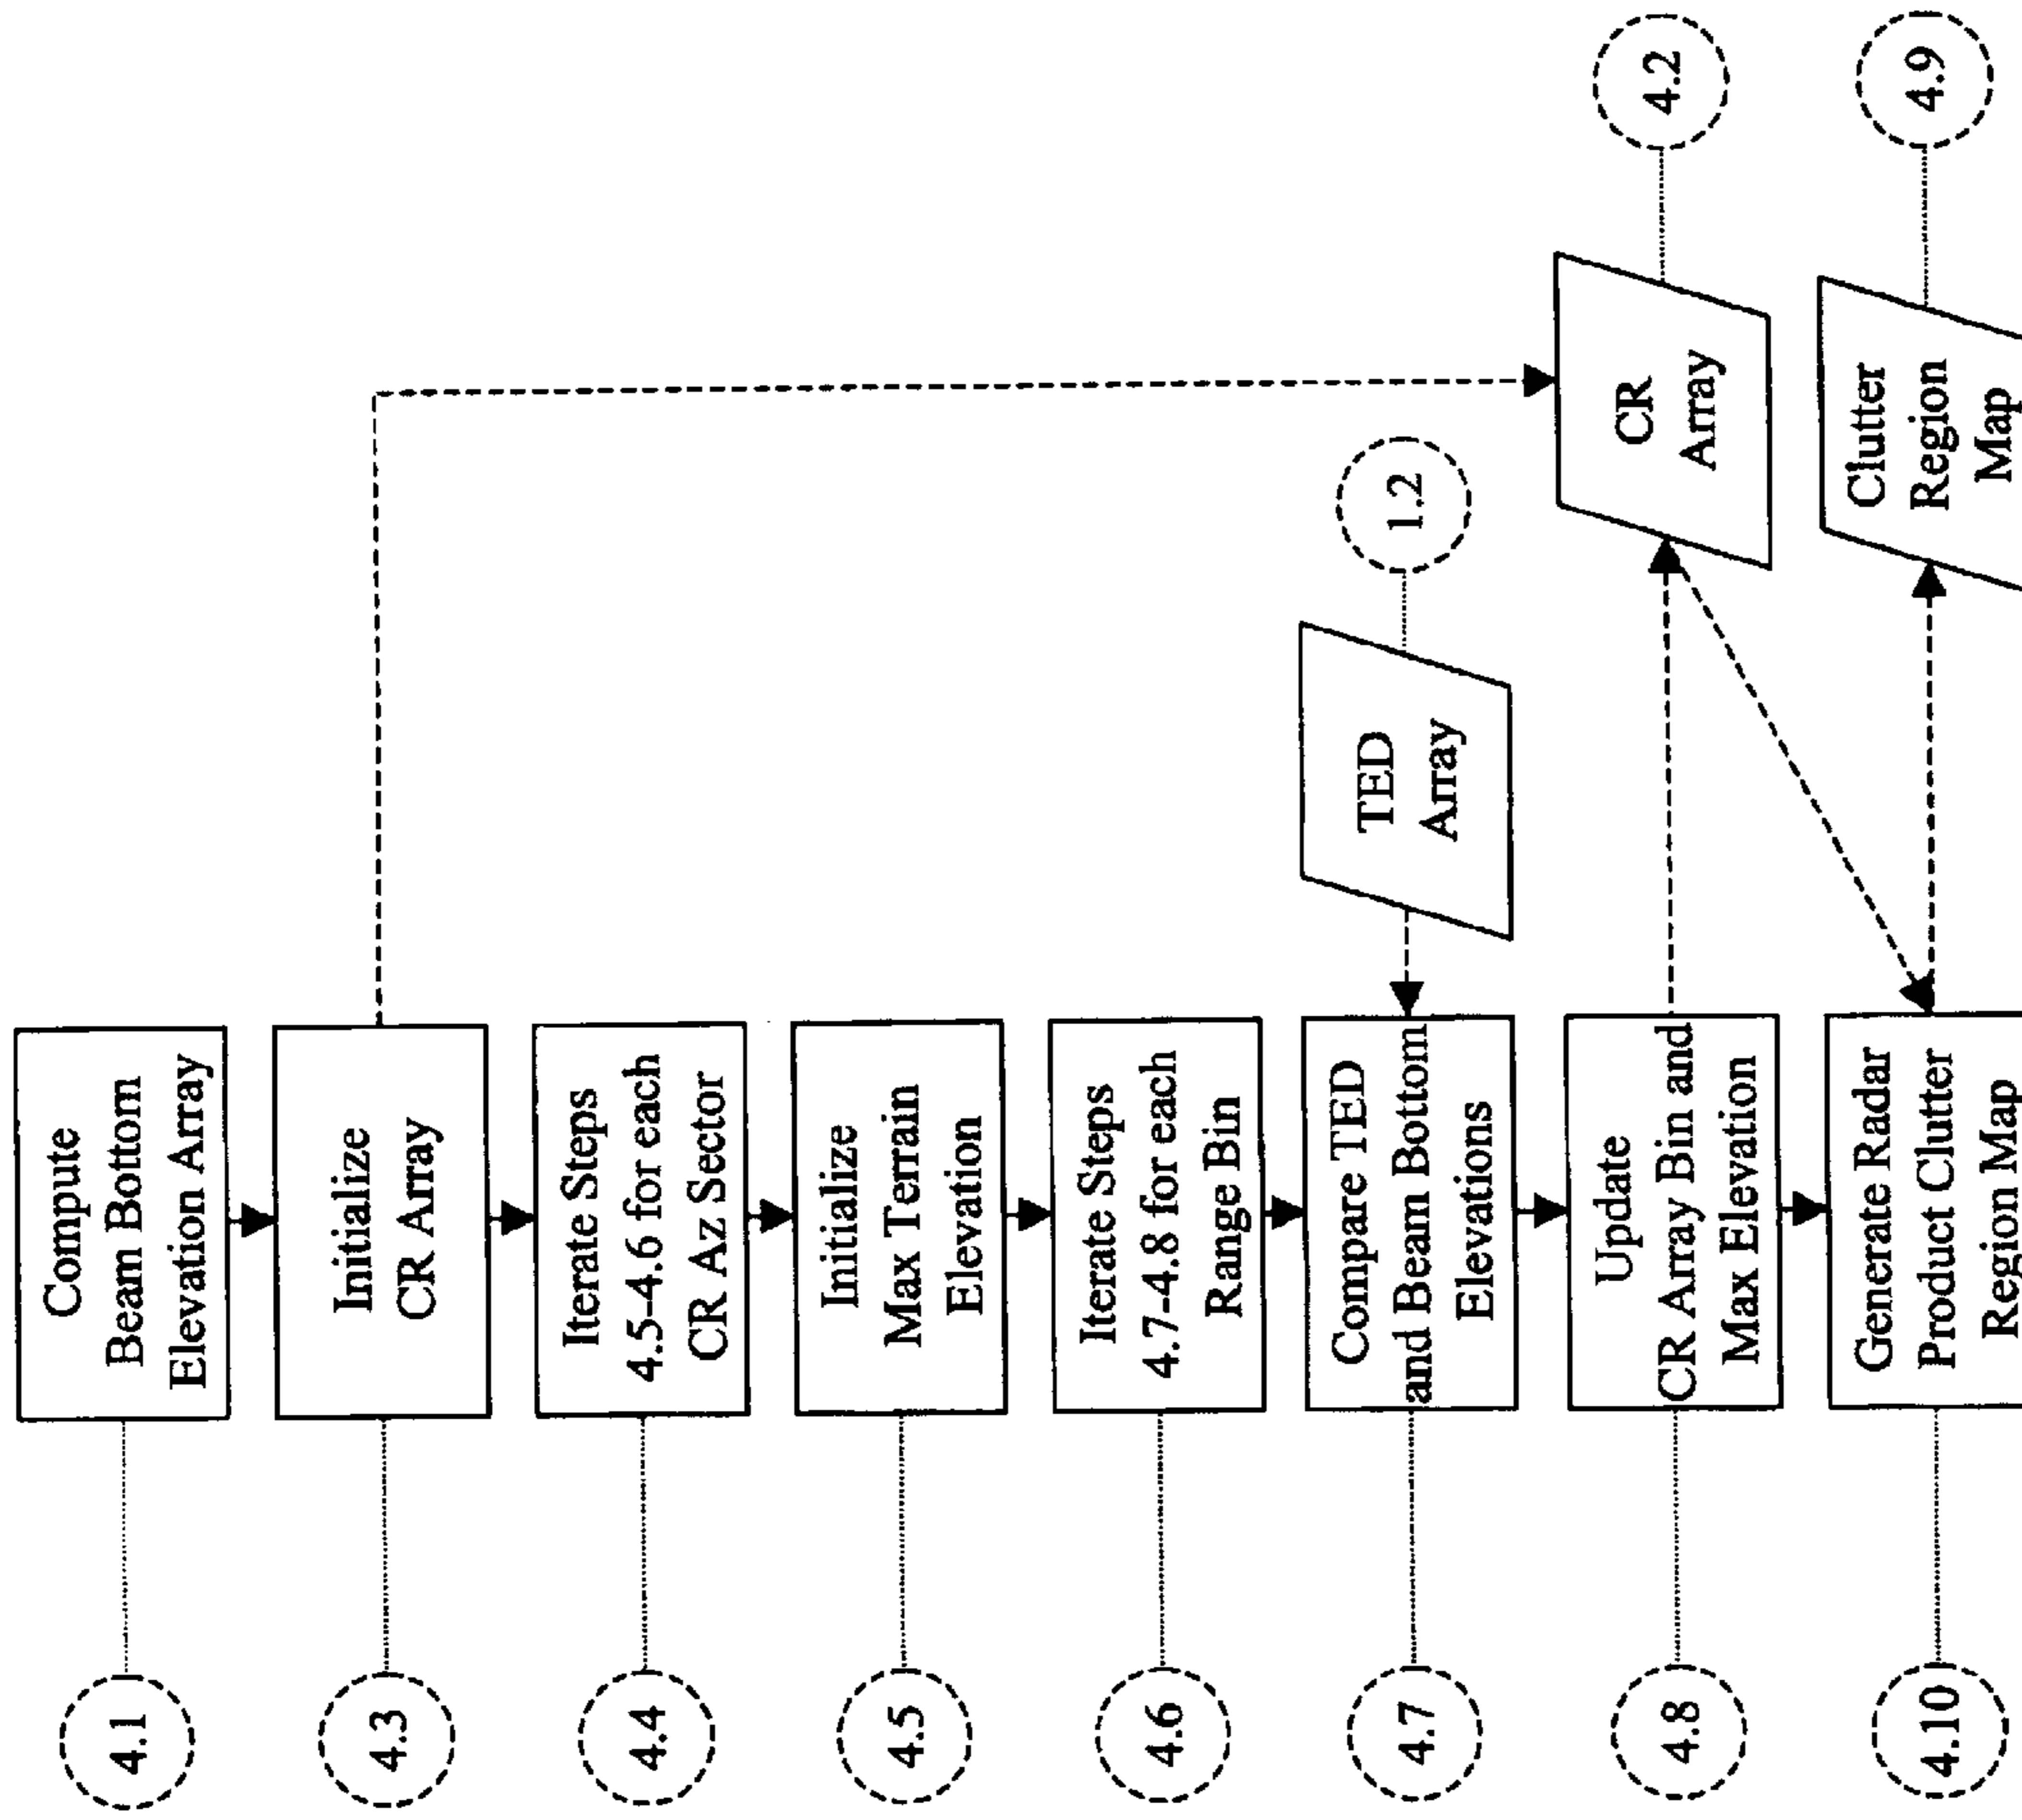 4.1
Compute
Beam Bottom
Elevation Array
4.3
Initialize
CR Array
4.4
Iterate Steps
4.5-4.6 for each
CR Az Sector
4.5
Initialize
Max Terrain
Elevation
4.6
Iterate Steps
4.7-4.8 for each
Range Bin
4.7
Compare TED
and Beam Bottom
Elevations
TED
Array
1.2
4.8
Update
CR Array Bin and
Max Elevation
CR
Array
4.2
4.10
Generate Radar
Product Clutter
Region Map
Clutter
Region
Map
4.9